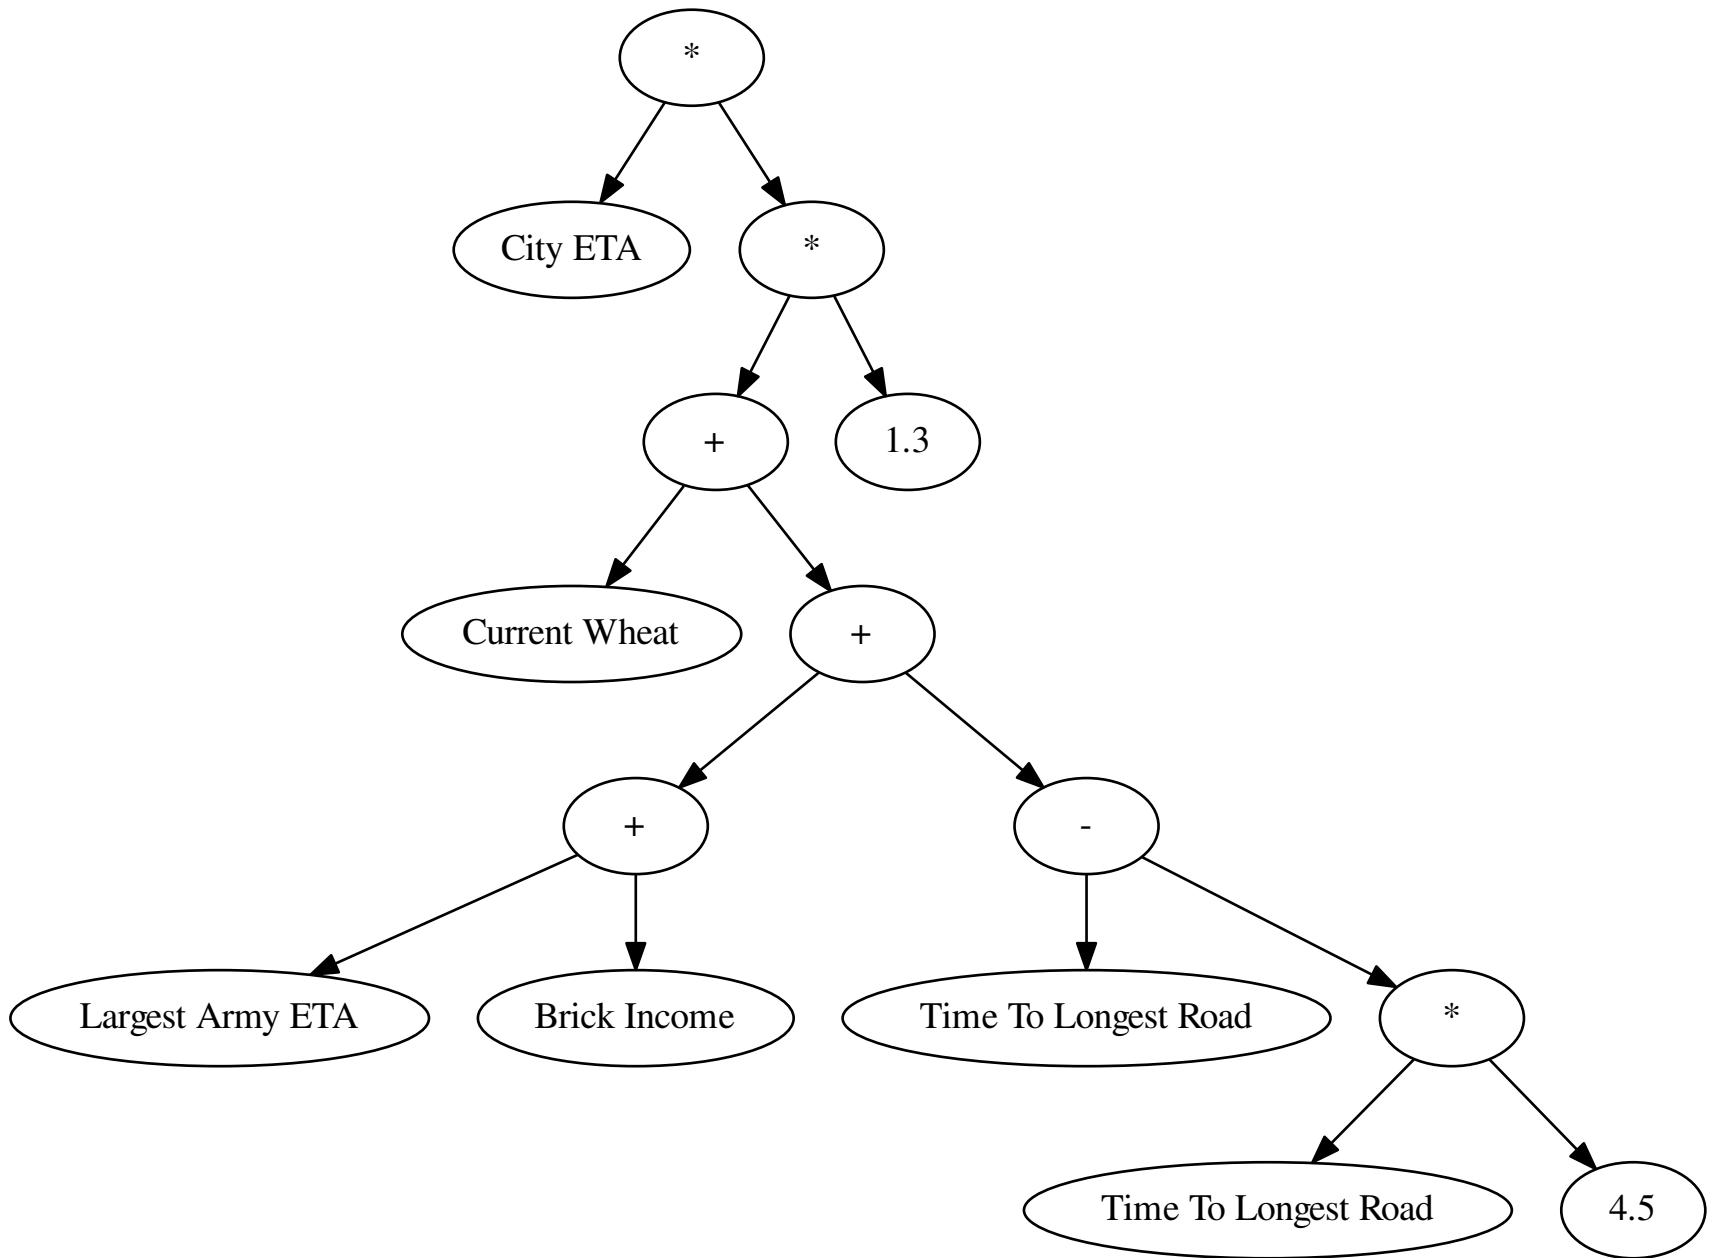 *
City ETA
*
+
1.3
Current Wheat
+
+
-
Largest Army ETA
Brick Income
Time To Longest Road
*
Time To Longest Road
4.5